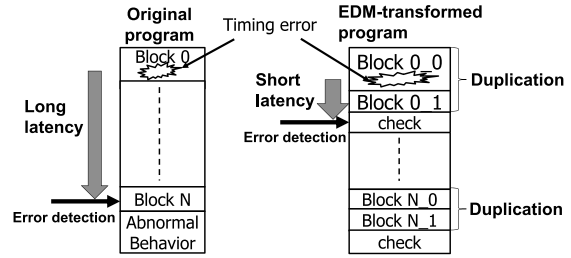 Original
program
Block 0
Long
latency
Error detection
Block N
Abnormal
Behavior
Timing error
EDM-transformed
program
Block 0_0
Short
latency
Block 0_1
check
Error detection
Duplication
Block N_0
Block N_1
check
Duplication